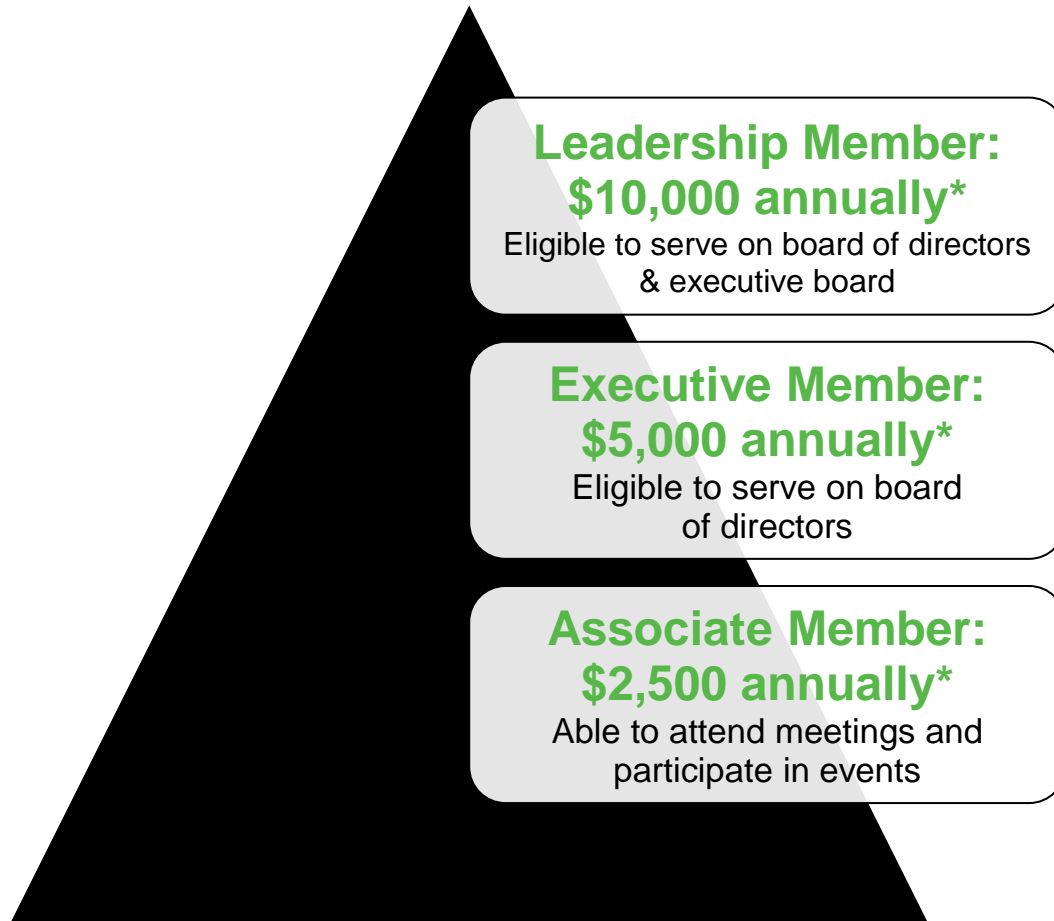 Leadership Member:
$10,000 annually*
Eligible to serve on board of directors
& executive board
Executive Member:
$5,000 annually*
Eligible to serve on board
of directors
Associate Member:
$2,500 annually*
Able to attend meetings and
participate in events